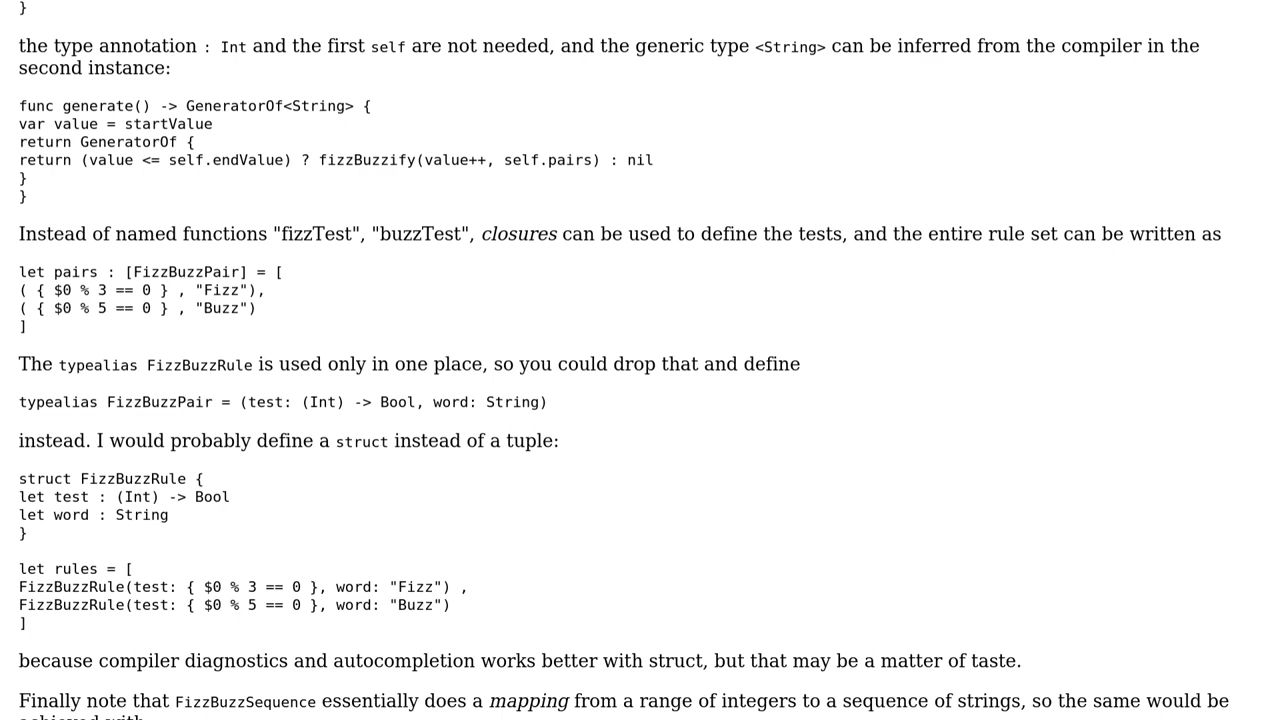 }
the type annotation : Int and the first self are not needed, and the generic type <String> can be inferred from the compiler in the
second instance:
func generate() -> GeneratorOf<String> {
var value = startValue
return GeneratorOf {
return (value <= self.endValue) ? fizzBuzzify(value++, self.pairs) : nil
}
}
Instead of named functions "fizzTest", "buzzTest", closures can be used to define the tests, and the entire rule set can be written as
let pairs : [FizzBuzzPair] = [
( { $0 % 3 == 0 } , "Fizz"),
( { $0 % 5 == 0 } , "Buzz")
]
The typealias FizzBuzzRule is used only in one place, so you could drop that and define
typealias FizzBuzzPair = (test: (Int) -> Bool, word: String)
instead. I would probably define a struct instead of a tuple:
struct FizzBuzzRule {
let test : (Int) -> Bool
let word : String
}
let rules = [
FizzBuzzRule(test: { $0 % 3 == 0 }, word: "Fizz") ,
FizzBuzzRule(test: { $0 % 5 == 0 }, word: "Buzz")
]
because compiler diagnostics and autocompletion works better with struct, but that may be a matter of taste.
Finally note that FizzBuzzSequence essentially does a mapping from a range of integers to a sequence of strings, so the same would be
achieved with